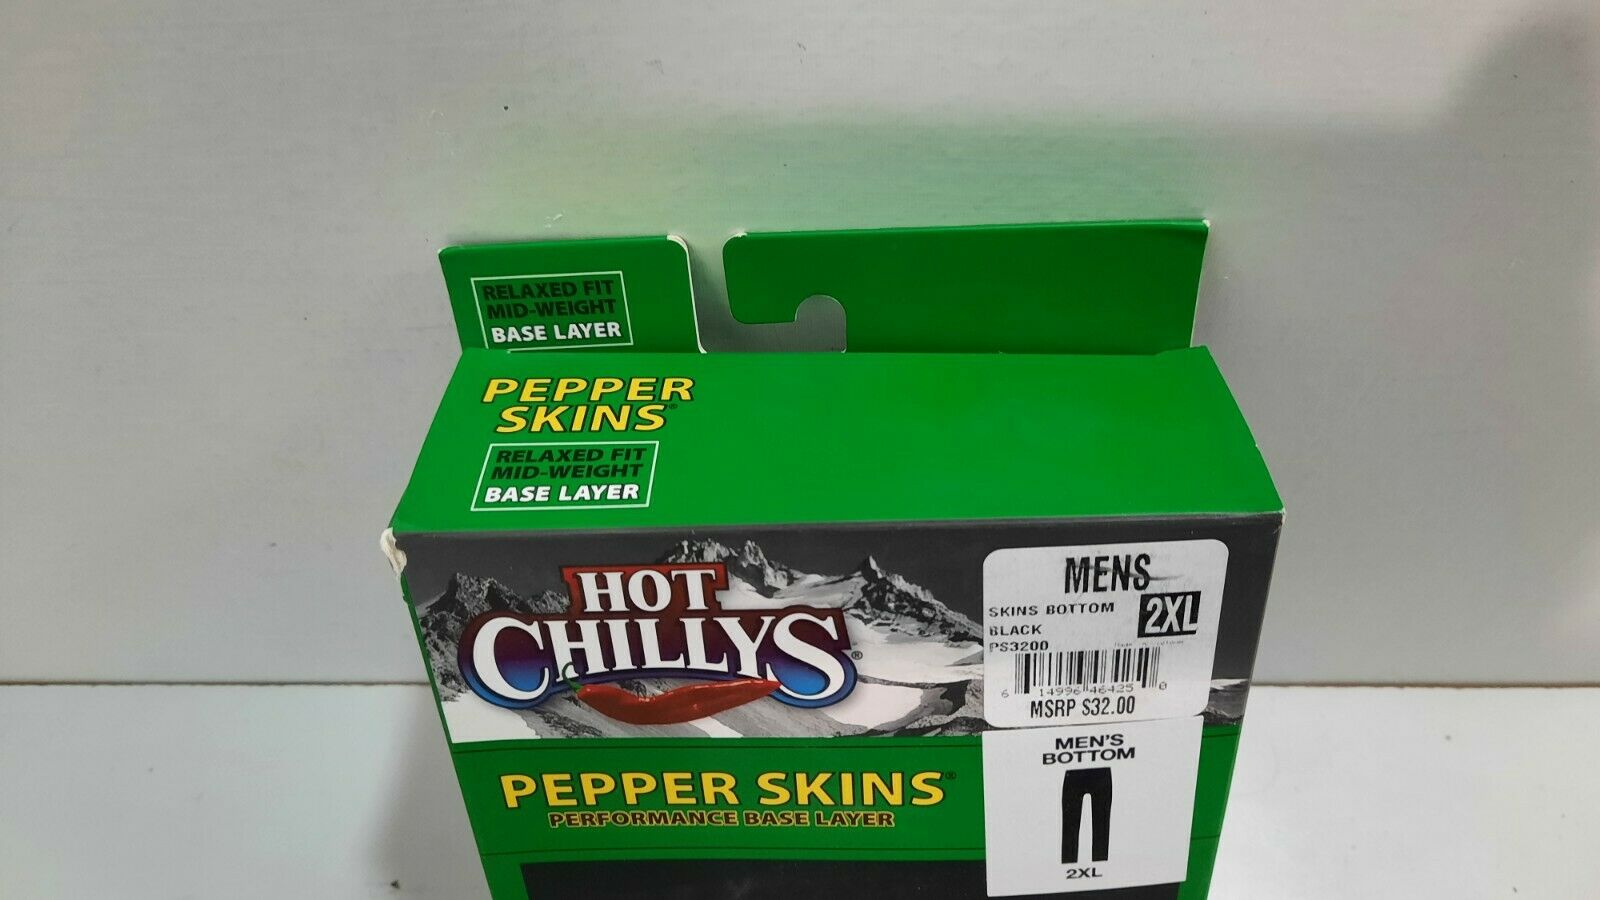 RELAXED FIT
MID-WEIGHT
BASE LAYER
PEPPER
SKINS®
RELAXED FIT
MID-WEIGHT
BASE LAYER
HOT
CHILLYS®
MENS
SKINS BOTTOM
2XL
BLACK
PS3200
6 14996 46425 0
MSRP $32.00
MEN'S
BOTTOM
2XL
PEPPER SKINS®
PERFORMANCE BASE LAYER